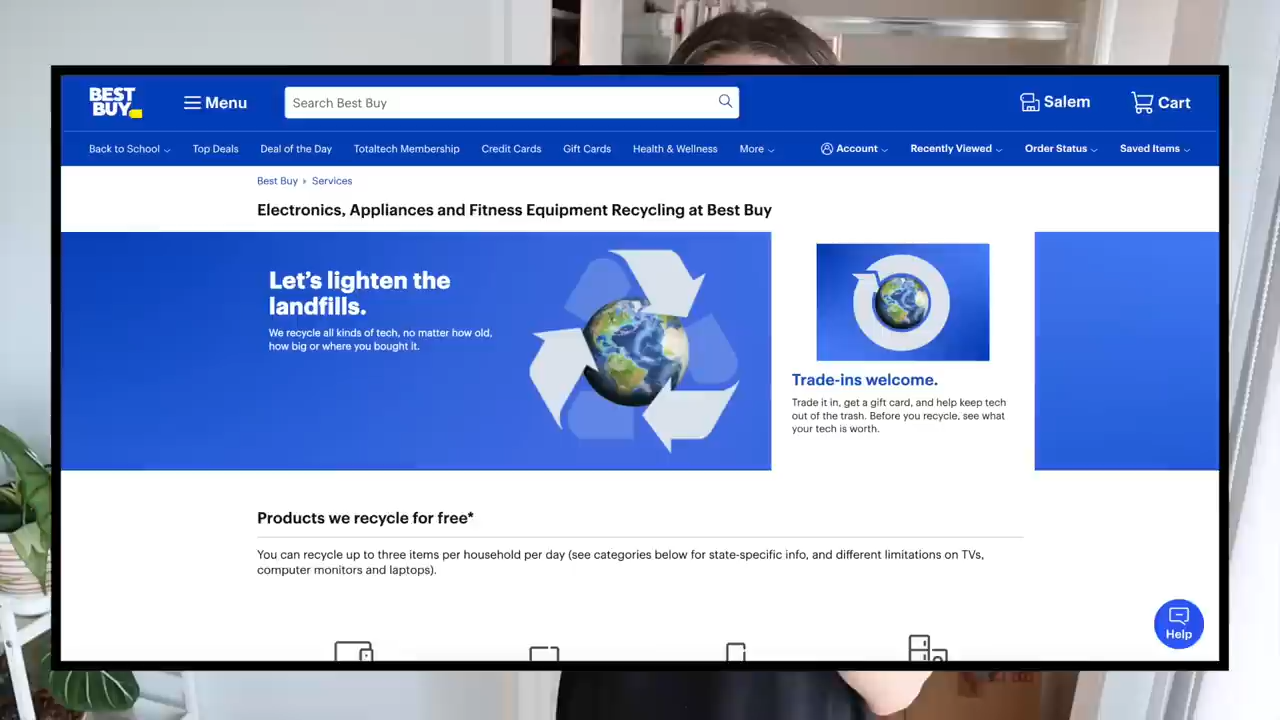 BEST
BUY
Menu
Search Best Buy
Salem
Cart
Back to School
Top Deals
Deal of the Day
Totaltech Membership
Credit Cards
Gift Cards
Health & Wellness
More
Account
Recently Viewed
Order Status
Saved Items
Best Buy
Services
Electronics, Appliances and Fitness Equipment Recycling at Best Buy
Let's lighten the
landfills.
We recycle all kinds of tech, no matter how old,
how big or where you bought it.
Trade-ins welcome.
Trade it in, get a gift card, and help keep tech
out of the trash. Before you recycle, see what
your tech is worth.
Products we recycle for free*
You can recycle up to three items per household per day (see categories below for state-specific info, and different limitations on TVs,
computer monitors and laptops).
Help